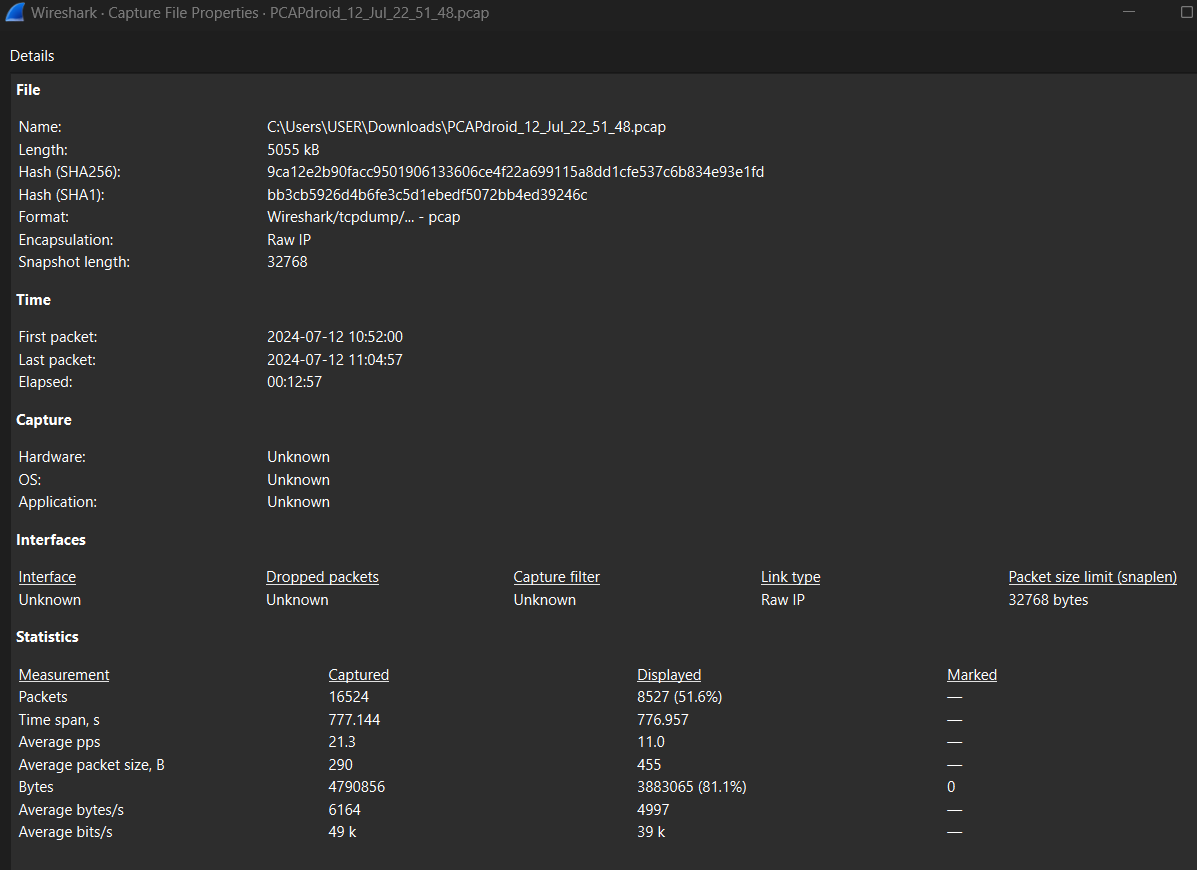 Wireshark · Capture File Properties · PCAPdroid_12_Jul_22_51_48.pcap
Details
File
Name: C:\Users\USER\Downloads\PCAPdroid_12_Jul_22_51_48.pcap
Length: 5055 kB
Hash (SHA256): 9ca12e2b90facc9501906133606ce4f22a699115a8dd1cfe537c6b834e93e1fd
Hash (SHA1): bb3cb5926d4b6fe3c5d1ebedf5072bb4ed39246c
Format: Wireshark/tcpdump/... - pcap
Encapsulation: Raw IP
Snapshot length: 32768
Time
First packet: 2024-07-12 10:52:00
Last packet: 2024-07-12 11:04:57
Elapsed: 00:12:57
Capture
Hardware: Unknown
OS: Unknown
Application: Unknown
Interfaces
Interface Dropped packets Capture filter Link type Packet size limit (snaplen)
Unknown Unknown Unknown Raw IP 32768 bytes
Statistics
Measurement Captured Displayed Marked
Packets 16524 8527 (51.6%) —
Time span, s 777.144 776.957 —
Average pps 21.3 11.0 —
Average packet size, B 290 455 —
Bytes 4790856 3883065 (81.1%) 0
Average bytes/s 6164 4997 —
Average bits/s 49 k 39 k —